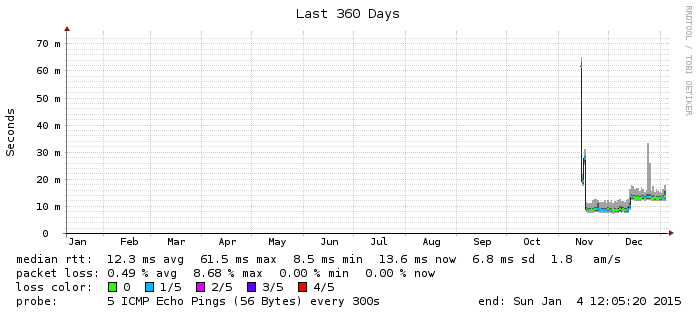 Last 360 Days
RRDTOOL / TOBI OETIKER
Seconds
70 m
60 m
50 m
40 m
30 m
20 m
10 m
0
Jan Feb Mar Apr May Jun Jul Aug Sep Oct Nov Dec
median rtt: 12.3 ms avg 61.5 ms max 8.5 ms min 13.6 ms now 6.8 ms sd 1.8 am/s
packet loss: 0.49 % avg 8.68 % max 0.00 % min 0.00 % now
loss color: 0 1/5 2/5 3/5 4/5
probe: 5 ICMP Echo Pings (56 Bytes) every 300s end: Sun Jan 4 12:05:20 2015